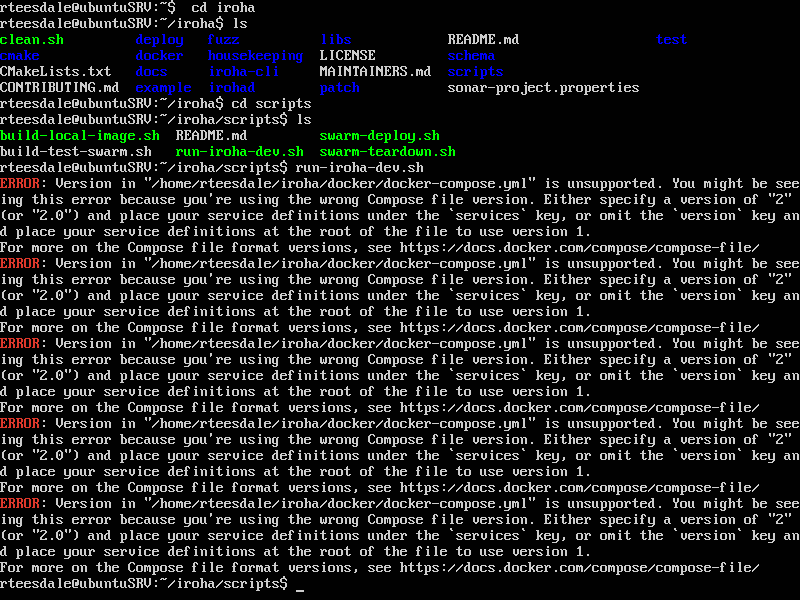 rteesdale@ubuntuSRV:~$  cd iroha
rteesdale@ubuntuSRV:~/iroha$ ls
clean.sh         deploy   fuzz          libs           README.md                 test
cmake            docker   housekeeping  LICENSE        schema
CMakeLists.txt   docs     iroha-cli     MAINTAINERS.md scripts
CONTRIBUTING.md  example  irohad        patch          sonar-project.properties
rteesdale@ubuntuSRV:~/iroha$ cd scripts
rteesdale@ubuntuSRV:~/iroha/scripts$ ls
build-local-image.sh  README.md         swarm-deploy.sh
build-test-swarm.sh   run-iroha-dev.sh  swarm-teardown.sh
rteesdale@ubuntuSRV:~/iroha/scripts$ run-iroha-dev.sh
ERROR: Version in "/home/rteesdale/iroha/docker/docker-compose.yml" is unsupported. You might be see
ing this error because you're using the wrong Compose file version. Either specify a version of "2"
(or "2.0") and place your service definitions under the `services` key, or omit the `version` key an
d place your service definitions at the root of the file to use version 1.
For more on the Compose file format versions, see https://docs.docker.com/compose/compose-file/
ERROR: Version in "/home/rteesdale/iroha/docker/docker-compose.yml" is unsupported. You might be see
ing this error because you're using the wrong Compose file version. Either specify a version of "2"
(or "2.0") and place your service definitions under the `services` key, or omit the `version` key an
d place your service definitions at the root of the file to use version 1.
For more on the Compose file format versions, see https://docs.docker.com/compose/compose-file/
ERROR: Version in "/home/rteesdale/iroha/docker/docker-compose.yml" is unsupported. You might be see
ing this error because you're using the wrong Compose file version. Either specify a version of "2"
(or "2.0") and place your service definitions under the `services` key, or omit the `version` key an
d place your service definitions at the root of the file to use version 1.
For more on the Compose file format versions, see https://docs.docker.com/compose/compose-file/
ERROR: Version in "/home/rteesdale/iroha/docker/docker-compose.yml" is unsupported. You might be see
ing this error because you're using the wrong Compose file version. Either specify a version of "2"
(or "2.0") and place your service definitions under the `services` key, or omit the `version` key an
d place your service definitions at the root of the file to use version 1.
For more on the Compose file format versions, see https://docs.docker.com/compose/compose-file/
ERROR: Version in "/home/rteesdale/iroha/docker/docker-compose.yml" is unsupported. You might be see
ing this error because you're using the wrong Compose file version. Either specify a version of "2"
(or "2.0") and place your service definitions under the `services` key, or omit the `version` key an
d place your service definitions at the root of the file to use version 1.
For more on the Compose file format versions, see https://docs.docker.com/compose/compose-file/
rteesdale@ubuntuSRV:~/iroha/scripts$ _